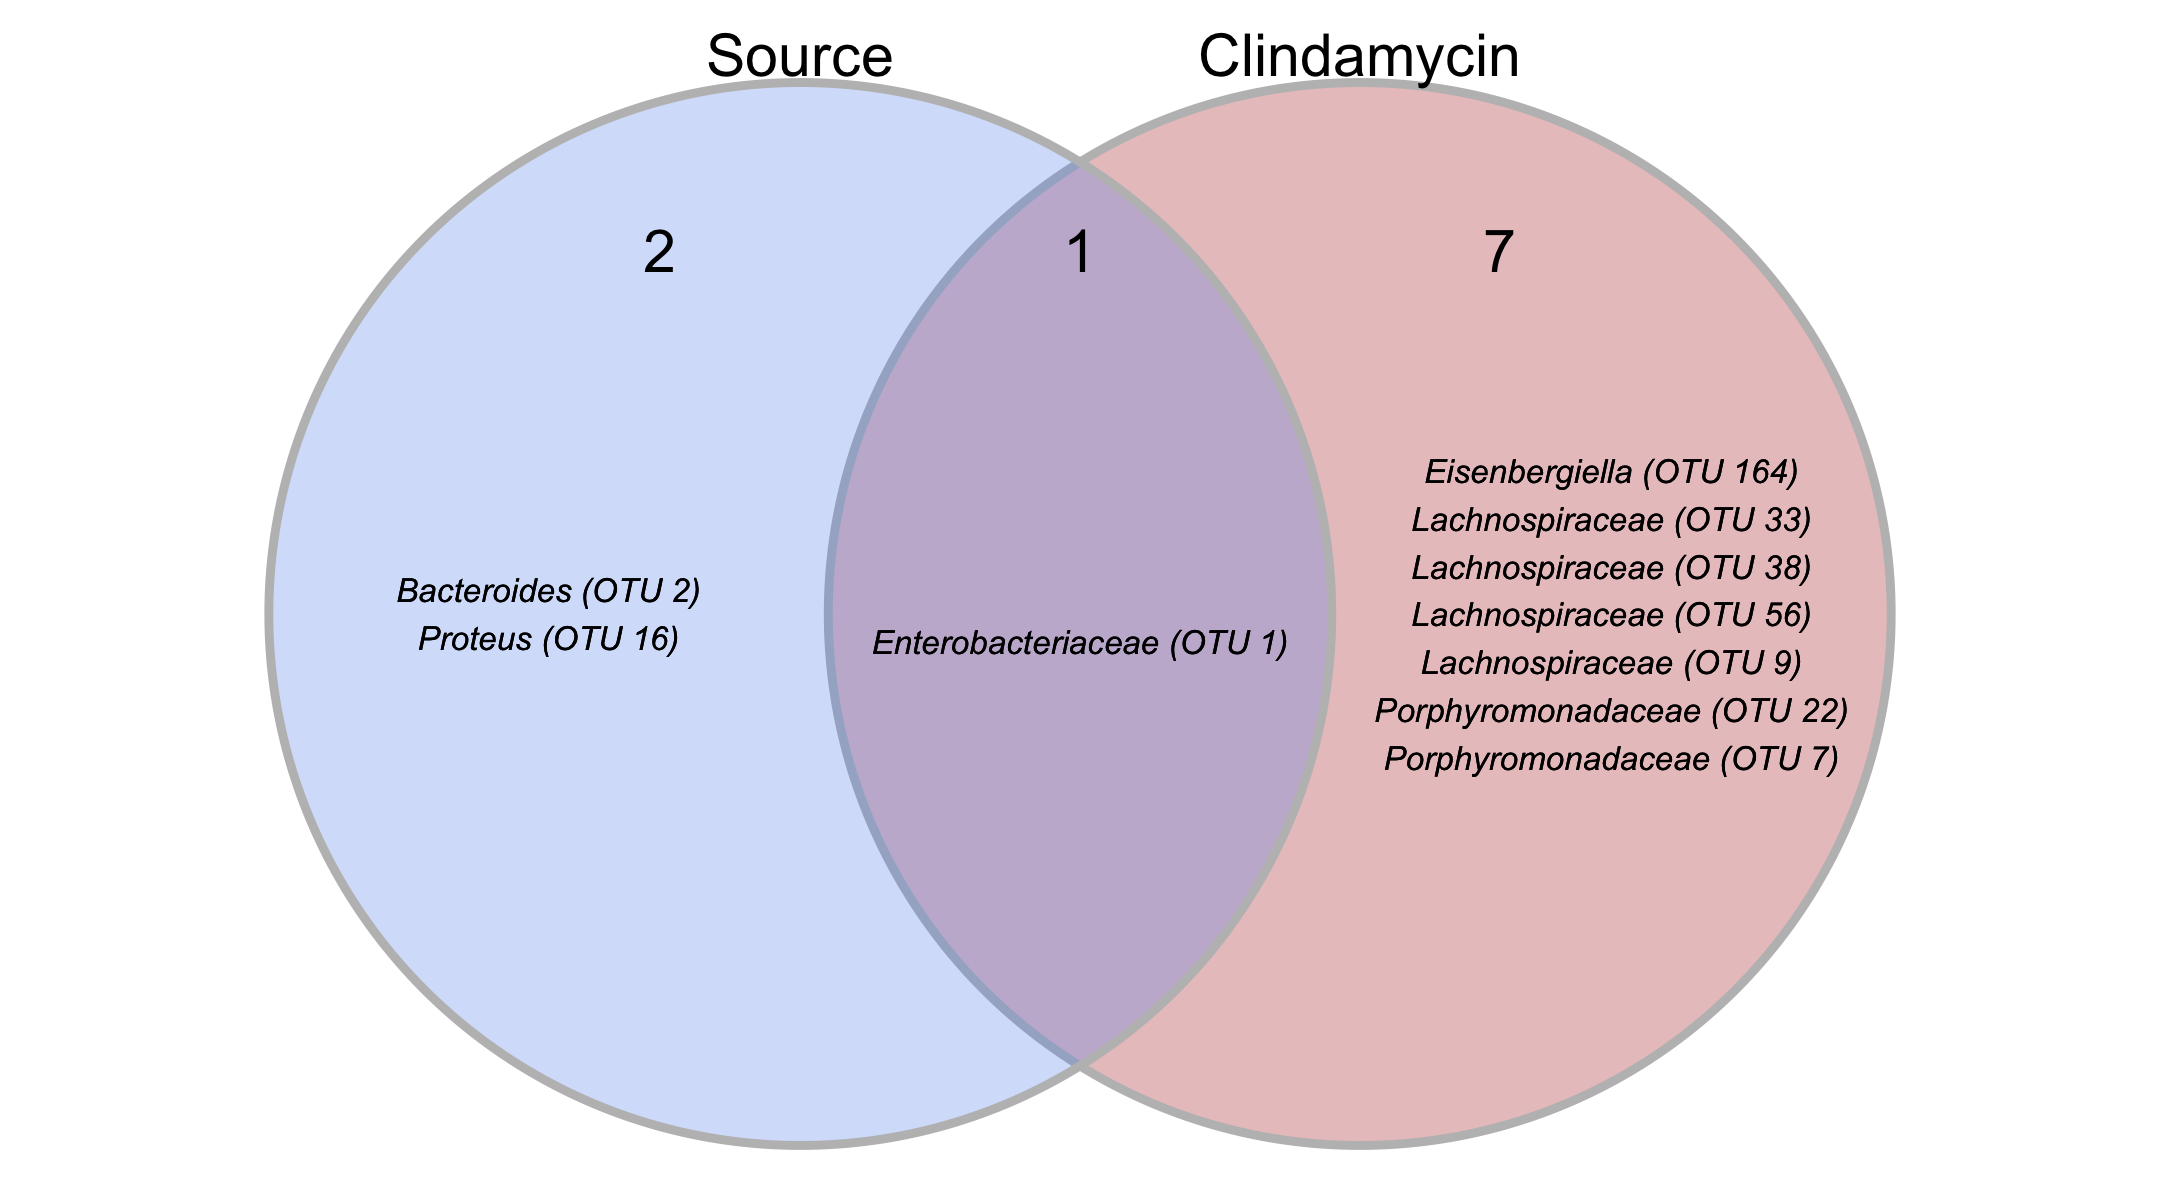 Source
Clindamycin
2
1
7
Bacteroides (OTU 2)
Proteus (OTU 16)
Enterobacteriaceae (OTU 1)
Eisenbergiella (OTU 164)
Lachnospiraceae (OTU 33)
Lachnospiraceae (OTU 38)
Lachnospiraceae (OTU 56)
Lachnospiraceae (OTU 9)
Porphyromonadaceae (OTU 22)
Porphyromonadaceae (OTU 7)